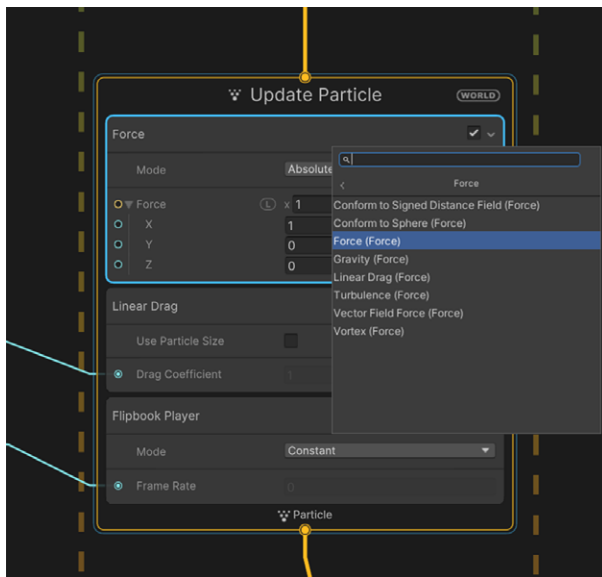 Update Particle
WORLD
Force
Mode
Absolute
Force
L
x 1
X
1
Y
0
Z
0
Force
Conform to Signed Distance Field (Force)
Conform to Sphere (Force)
Force (Force)
Gravity (Force)
Linear Drag (Force)
Turbulence (Force)
Vector Field Force (Force)
Vortex (Force)
Linear Drag
Use Particle Size
Drag Coefficient
1
Flipbook Player
Mode
Constant
Frame Rate
0
Particle